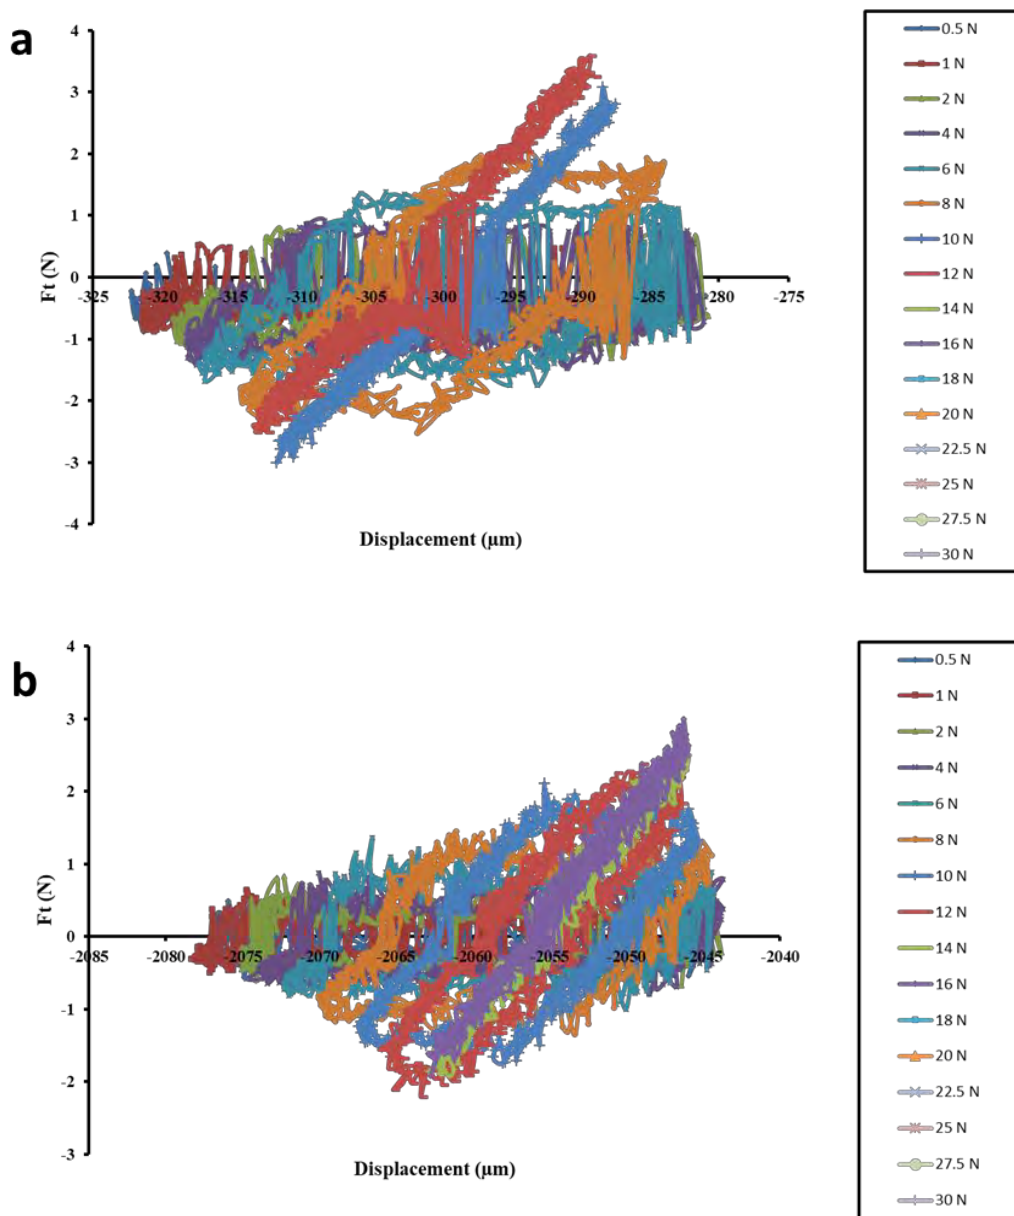 a
4
3
2
1
0
-1
-2
-3
-4
Ft (N)
-325
-320
-315
-310
-305
-300
-295
-290
-285
-280
-275
Displacement (µm)
0.5 N
1 N
2 N
4 N
6 N
8 N
10 N
12 N
14 N
16 N
18 N
20 N
22.5 N
25 N
27.5 N
30 N
b
4
3
2
1
0
-1
-2
-3
Ft (N)
-2085
-2080
-2075
-2070
-2065
-2060
-2055
-2050
-2045
-2040
Displacement (µm)
0.5 N
1 N
2 N
4 N
6 N
8 N
10 N
12 N
14 N
16 N
18 N
20 N
22.5 N
25 N
27.5 N
30 N